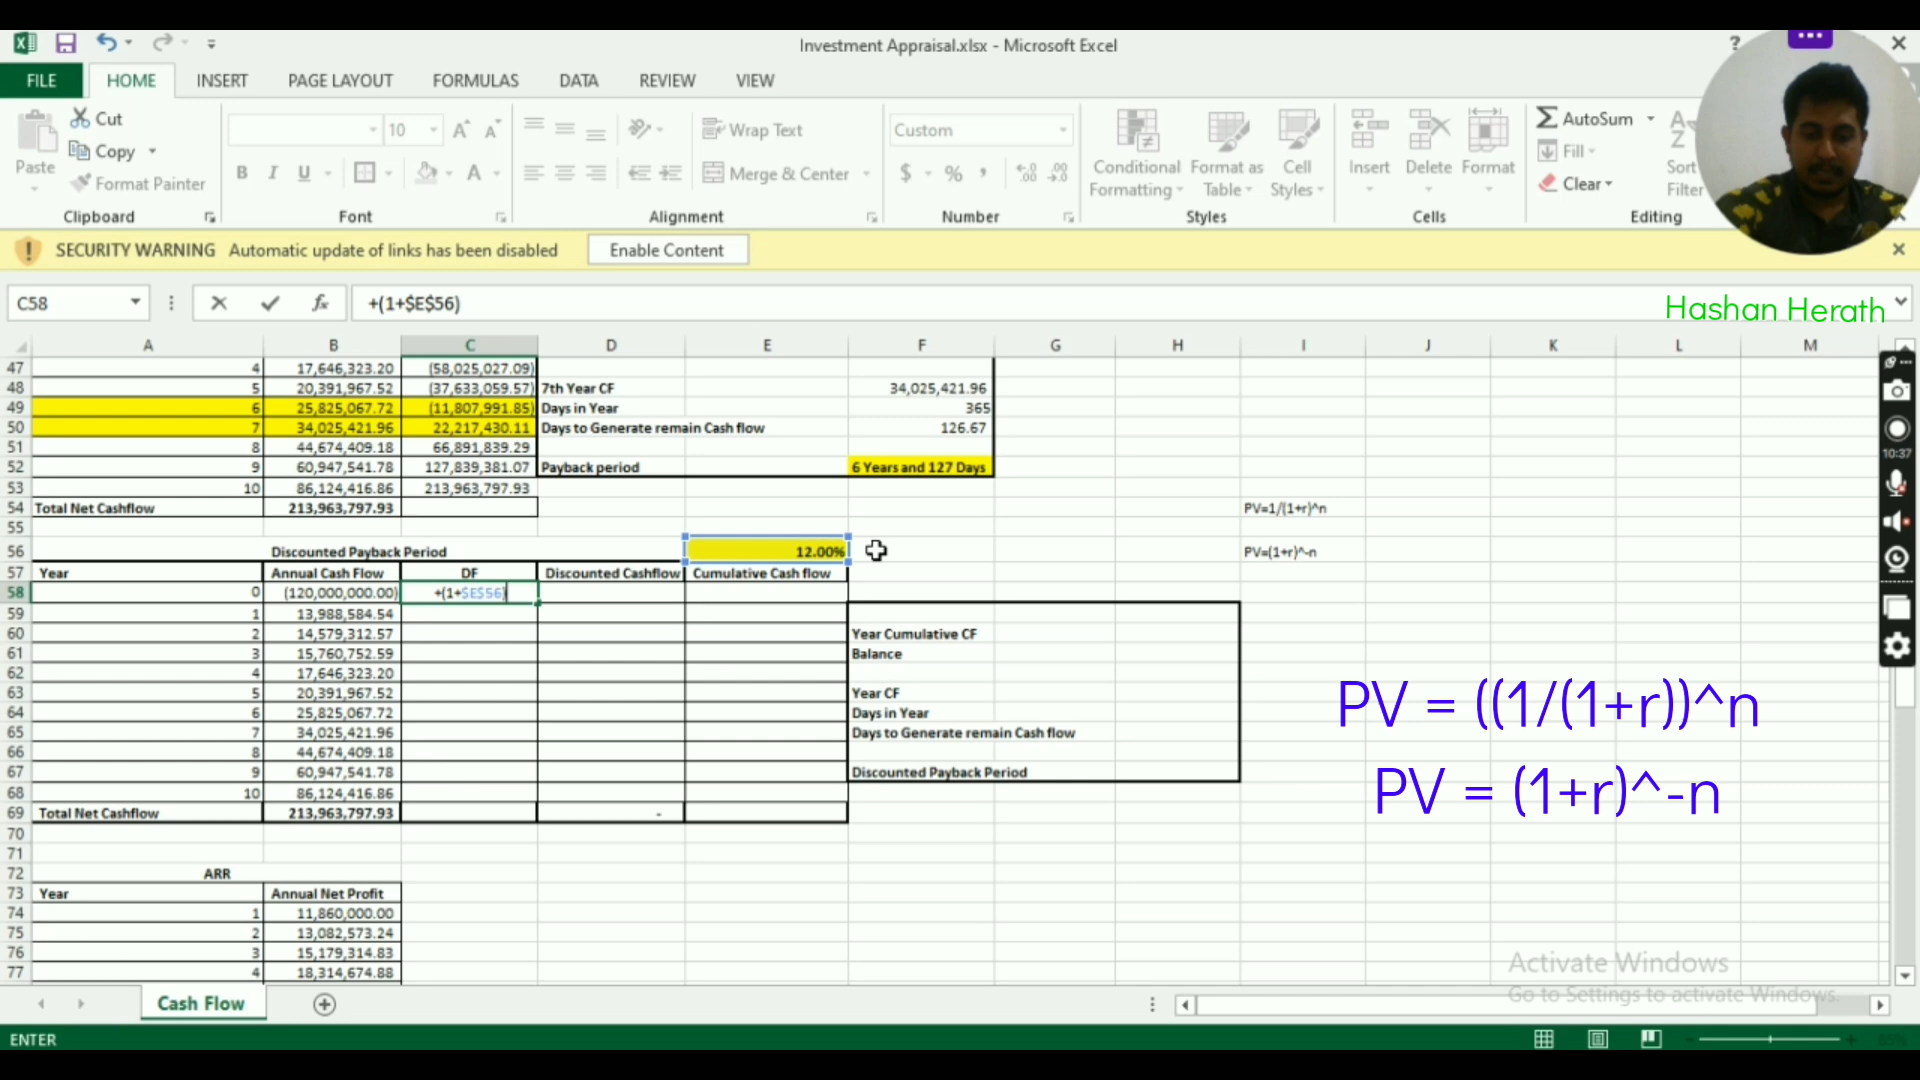 Investment Appraisal.xlsx - Microsoft Excel
?
FILE HOME INSERT PAGE LAYOUT FORMULAS DATA REVIEW VIEW
Paste Cut Copy Format Painter
10 B I U A
Wrap Text
Merge & Center
Custom
$ %
Conditional Formatting
Format as Table
Cell Styles
Insert Delete Format
AutoSum
Fill
Clear
Sort
Filter
Clipboard Font Alignment Number Styles Cells Editing
SECURITY WARNING Automatic update of links has been disabled Enable Content
C58 fx +(1+$E$56)
Hashan Herath
A B C D E F G H I J K L M
47 4 17,646,323.20 (58,025,027.09)
48 5 20,391,967.52 (37,633,059.57) 7th Year CF 34,025,421.96
49 6 25,825,067.72 (11,807,991.85) Days in Year 365
50 7 34,025,421.96 22,217,430.11 Days to Generate remain Cash flow 126.67
51 8 44,674,409.18 66,891,839.29
52 9 60,947,541.78 127,839,381.07 Payback period 6 Years and 127 Days
53 10 86,124,416.86 213,963,797.93
54 Total Net Cashflow 213,963,797.93 PV=1/(1+r)^n
55
56 Discounted Payback Period 12.00% PV=(1+r)^-n
57 Year Annual Cash Flow DF Discounted Cashflow Cumulative Cash flow
58 0 (120,000,000.00) +(1+$E$56)
59 1 13,988,584.54
60 2 14,579,312.57 Year Cumulative CF
61 3 15,760,752.59 Balance
62 4 17,646,323.20
63 5 20,391,967.52 Year CF
64 6 25,825,067.72 Days in Year
65 7 34,025,421.96 Days to Generate remain Cash flow
66 8 44,674,409.18
67 9 60,947,541.78 Discounted Payback Period
68 10 86,124,416.86
69 Total Net Cashflow 213,963,797.93 -
70
71
72 ARR
73 Year Annual Net Profit
74 1 11,860,000.00
75 2 13,082,573.24
76 3 15,179,314.83
77 4 18,314,674.88
10:37
PV = ((1/(1+r))^n
PV = (1+r)^-n
Activate Windows
Go to Settings to activate Windows.
Cash Flow
ENTER